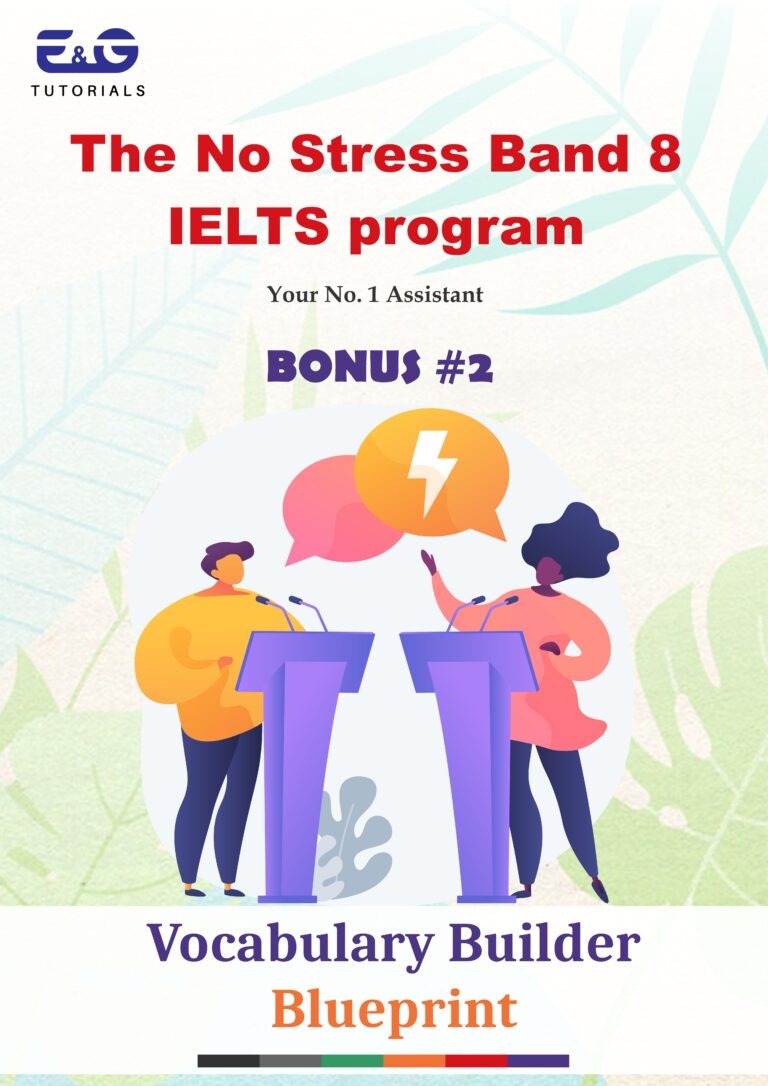 E&G
TUTORIALS
The No Stress Band 8
IELTS program
Your No. 1 Assistant
BONUS #2
Vocabulary Builder
Blueprint